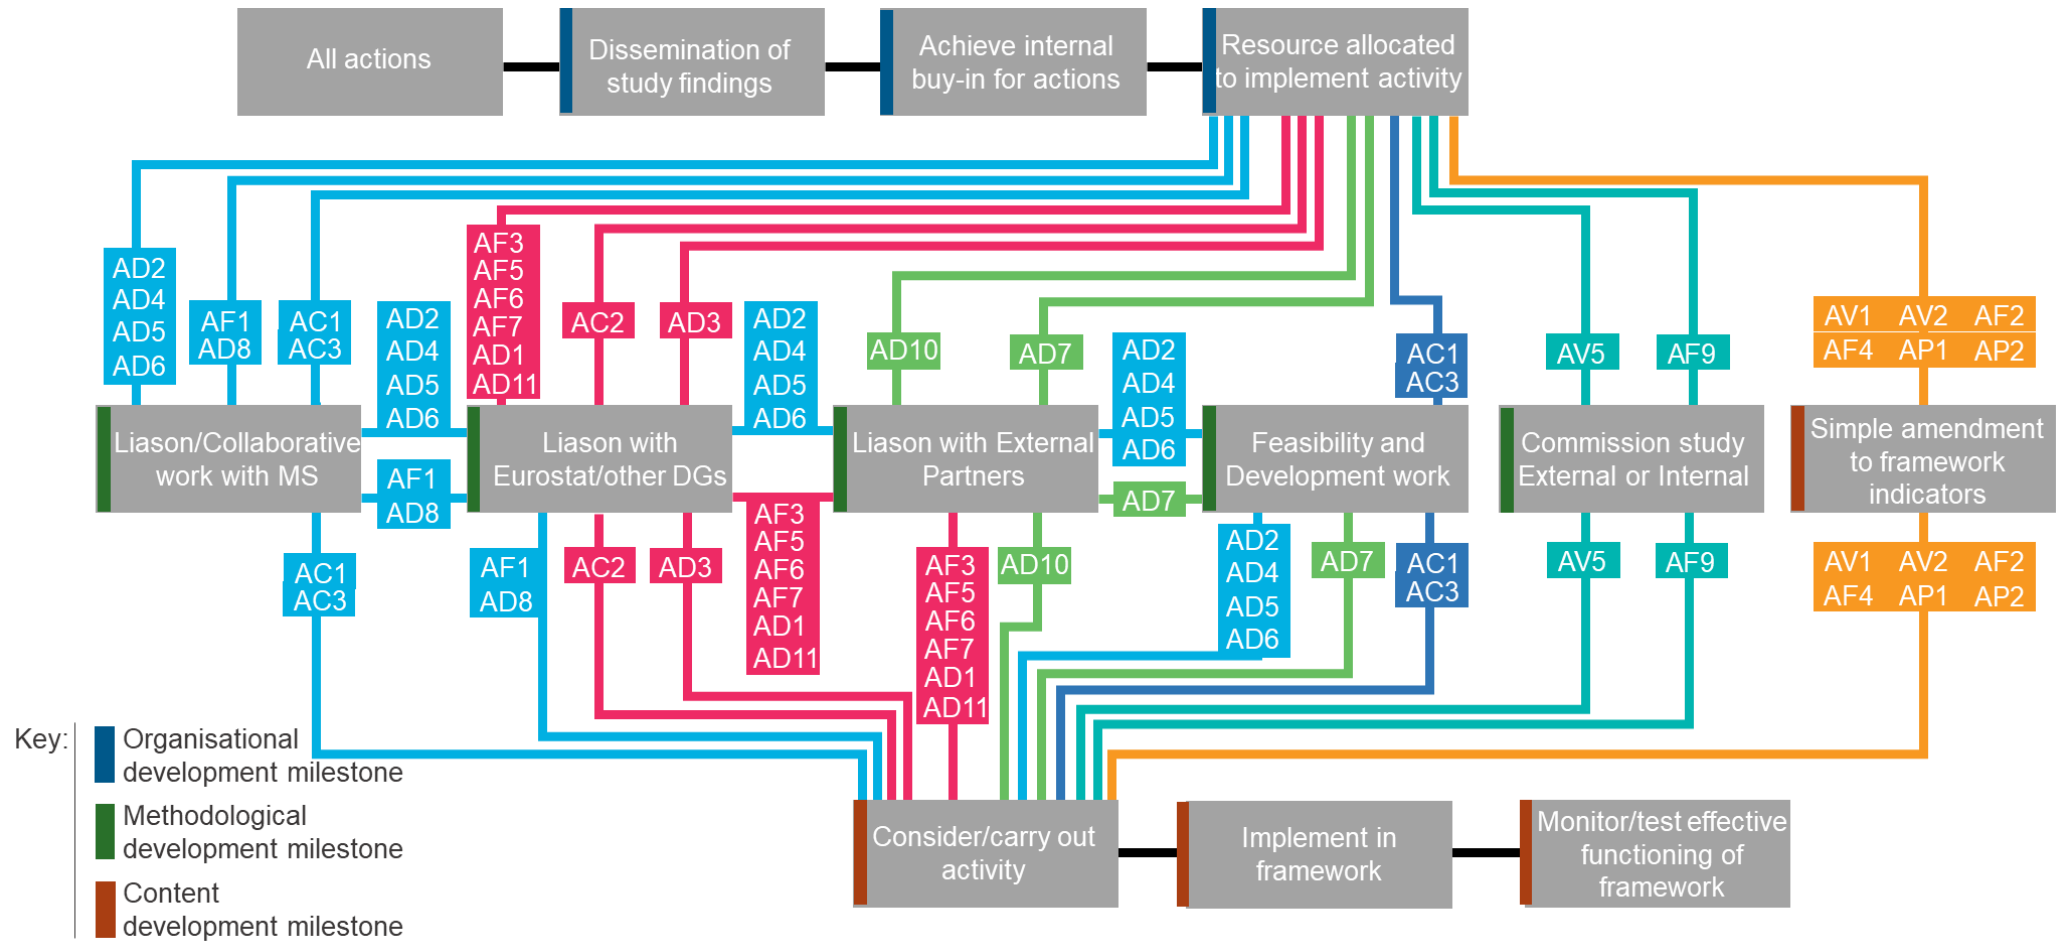 All actions
Dissemination of
study findings
Achieve internal
buy-in for actions
Resource allocated
to implement activity
AD2
AD4
AD5
AD6
AF1
AD8
AC1
AC3
AD2
AD4
AD5
AD6
AF3
AF5
AF6
AF7
AD1
AD11
AC2
AD3
AD2
AD4
AD5
AD6
AD10
AD7
AD2
AD4
AD5
AD6
AC1
AC3
AV5
AF9
AV1 AV2 AF2
AF4 AP1 AP2
Liason/Collaborative
work with MS
AF1
AD8
Liason with
Eurostat/other DGs
Liason with External
Partners
AD7
Feasibility and
Development work
Commission study
External or Internal
Simple amendment
to framework
indicators
AC1
AC3
AF1
AD8
AC2
AD3
AF3
AF5
AF6
AF7
AD1
AD11
AF3
AF5
AF6
AF7
AD1
AD11
AD10
AD2
AD4
AD5
AD6
AD7
AC1
AC3
AV5
AF9
AV1 AV2 AF2
AF4 AP1 AP2
Key:
Organisational
development milestone
Methodological
development milestone
Content
development milestone
Consider/carry out
activity
Implement in
framework
Monitor/test effective
functioning of
framework